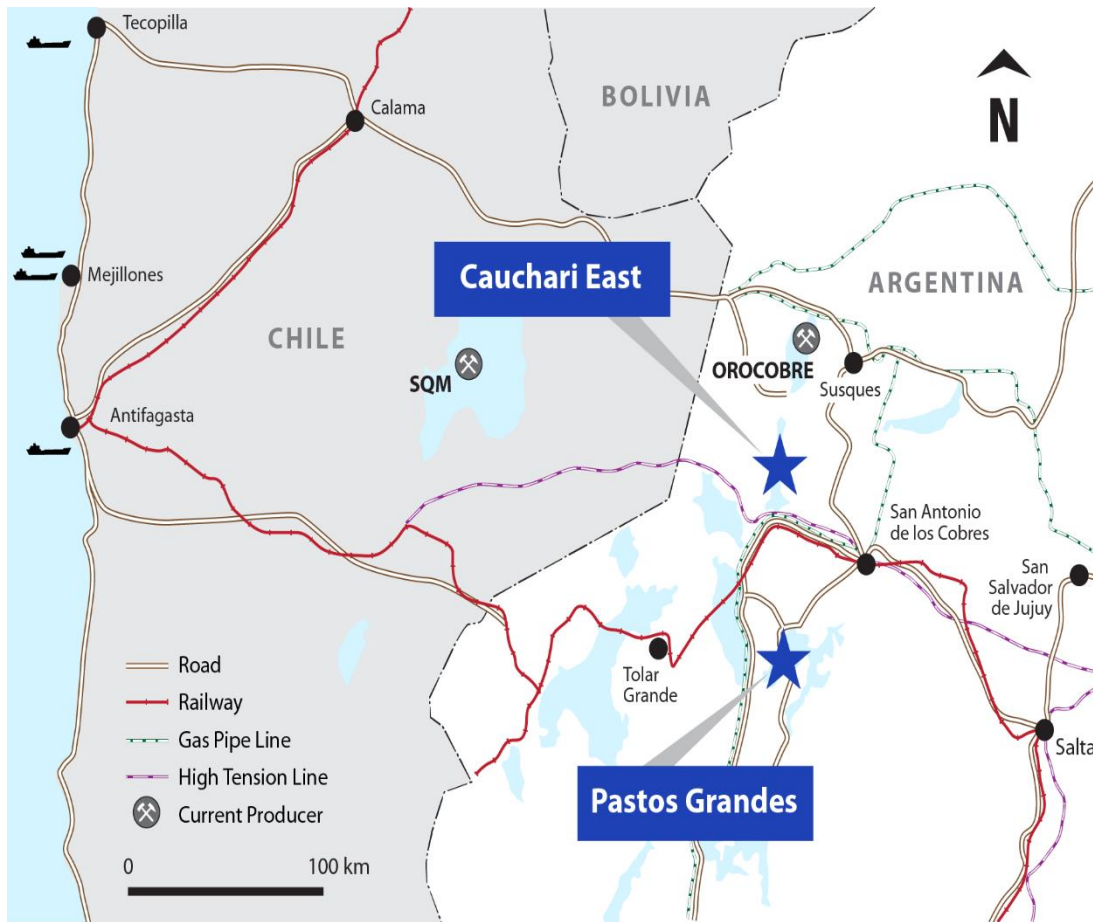 Tecopilla
BOLIVIA
N
Calama
Cauchari East
Mejillones
ARGENTINA
CHILE
SQM
OROCOBRE
Susques
Antifagasta
San Antonio
de los Cobres
San
Salvador
de Jujuy
Tolar
Grande
Salta
Pastos Grandes
Road
Railway
Gas Pipe Line
High Tension Line
Current Producer
0 100 km